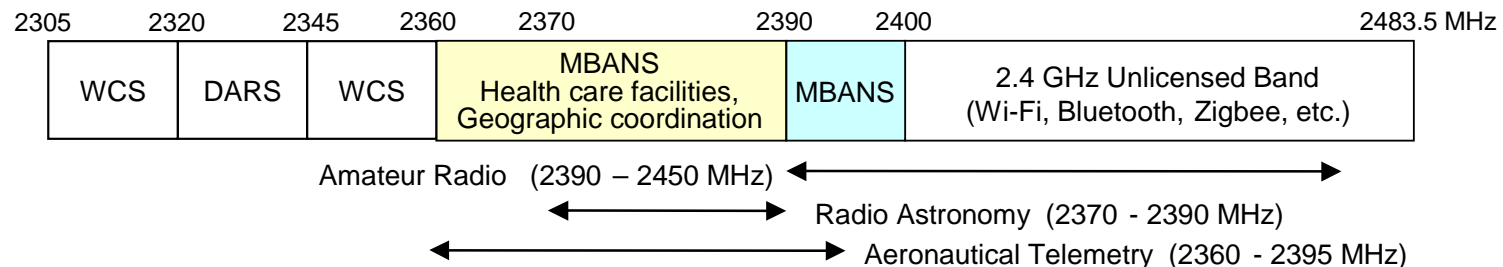 2305 2320 2345 2360 2370 2390 2400 2483.5 MHz
WCS
DARS
WCS
MBANS
Health care facilities,
Geographic coordination
MBANS
2.4 GHz Unlicensed Band
(Wi-Fi, Bluetooth, Zigbee, etc.)
Amateur Radio (2390 – 2450 MHz)
Radio Astronomy (2370 - 2390 MHz)
Aeronautical Telemetry (2360 - 2395 MHz)